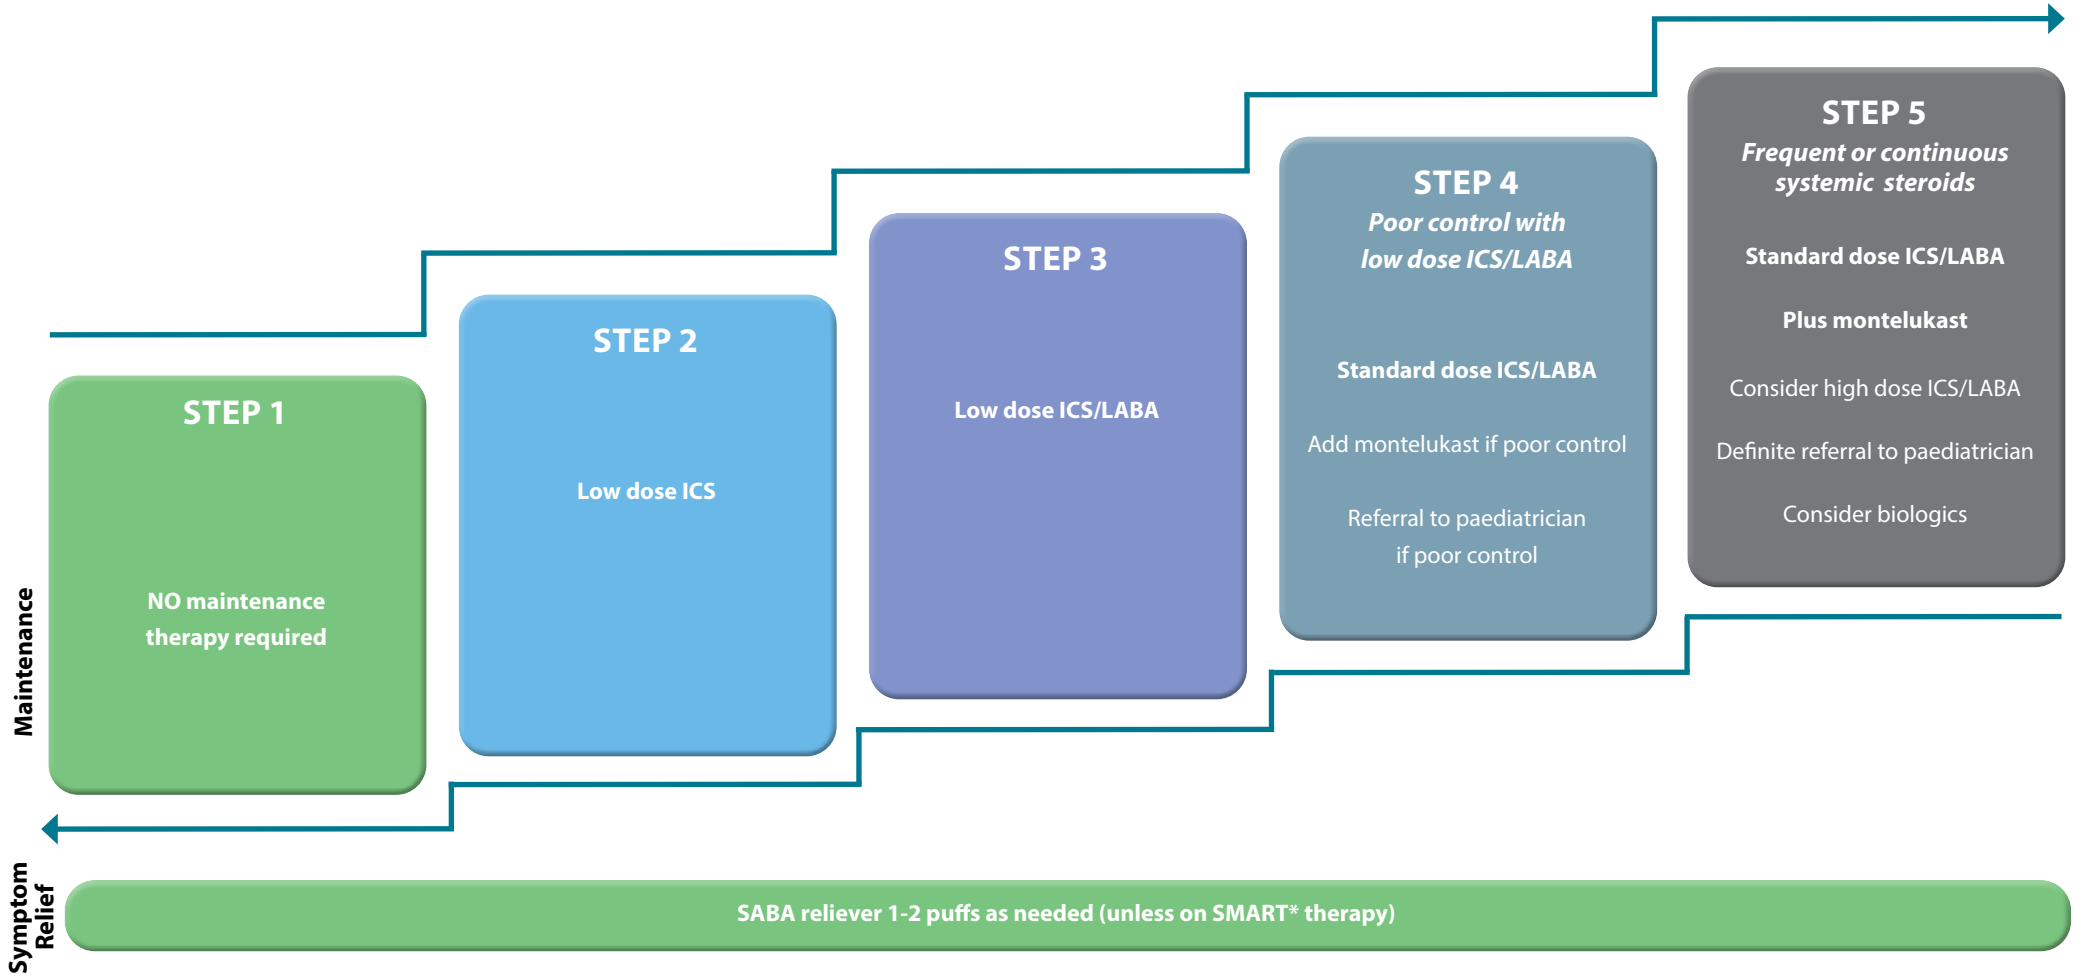 Maintenance
STEP 1
NO maintenance
therapy required
STEP 2
Low dose ICS
STEP 3
Low dose ICS/LABA
STEP 4
Poor control with
low dose ICS/LABA
Standard dose ICS/LABA
Add montelukast if poor control
Referral to paediatrician
if poor control
STEP 5
Frequent or continuous
systemic steroids
Standard dose ICS/LABA
Plus montelukast
Consider high dose ICS/LABA
Definite referral to paediatrician
Consider biologics
Symptom
Relief
SABA reliever 1-2 puffs as needed (unless on SMART* therapy)